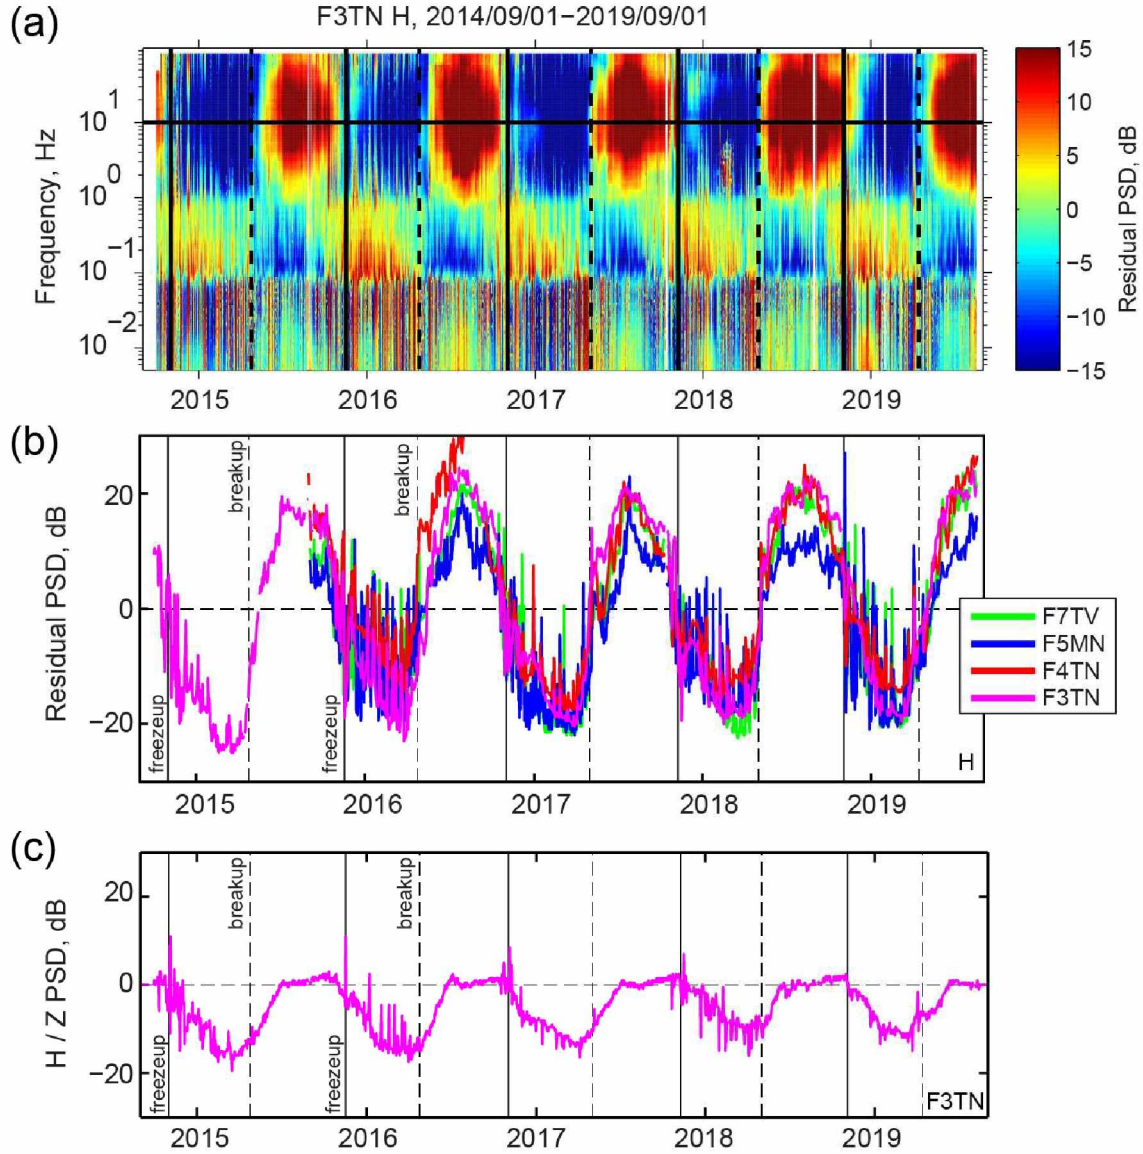 (a)
F3TN H, 2014/09/01−2019/09/01
Frequency, Hz
10 1
10 0
10 −1
10 −2
2015 2016 2017 2018 2019
15
10
5
0
−5
−10
−15
Residual PSD, dB
(b)
Residual PSD, dB
20
0
−20
freezeup
breakup
freezeup
breakup
F7TV
F5MN
F4TN
F3TN
H
2015 2016 2017 2018 2019
(c)
H / Z PSD, dB
20
0
−20
freezeup
breakup
freezeup
breakup
F3TN
2015 2016 2017 2018 2019